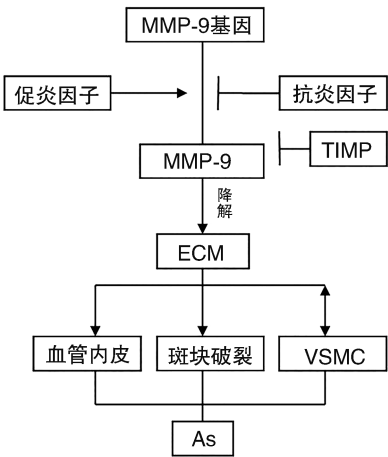 MMP-9基因
促炎因子
抗炎因子
MMP-9
TIMP
降解
ECM
血管内皮
斑块破裂
VSMC
As